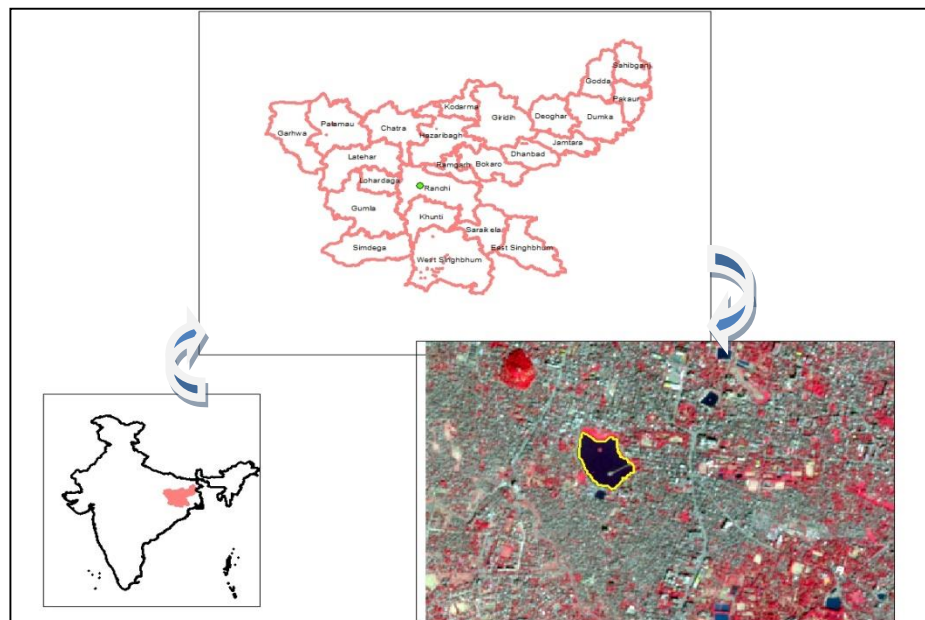 Sahibganj
Godda
Pakaur
Kodarma
Giridih
Deoghar
Dumka
Palamau
Chatra
Hazaribagh
Garhwa
Jamtara
Dhanbad
Latehar
Ramgarh
Bokaro
Lohardaga
Ranchi
Gumla
Khunti
Saraikela
Simdega
East Singhbhum
West Singhbhum